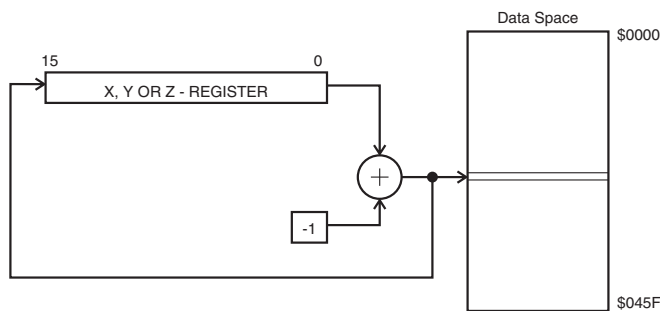 Data Space
$0000
15 0
X, Y OR Z - REGISTER
+
-1
$045F